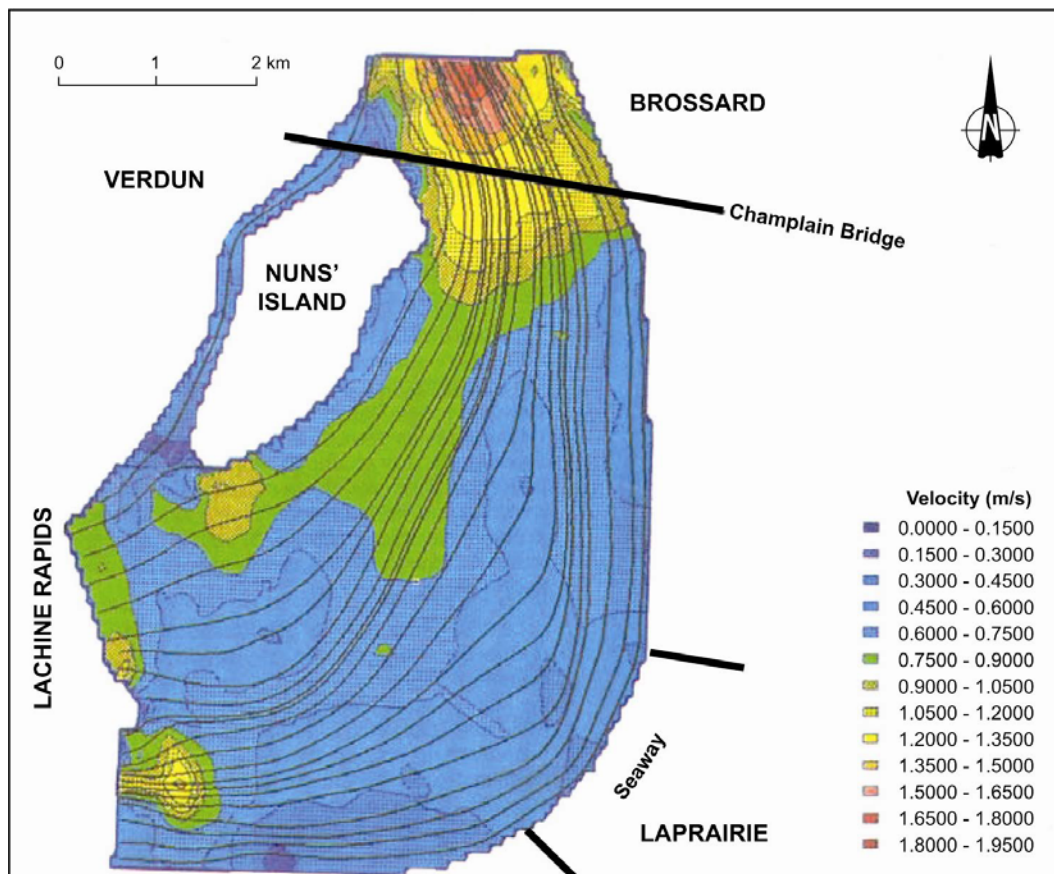 0 1 2 km
BROSSARD
N
VERDUN
Champlain Bridge
NUNS'
ISLAND
LACHINE RAPIDS
Seaway
LAPRAIRIE
Velocity (m/s)
0.0000 - 0.1500
0.1500 - 0.3000
0.3000 - 0.4500
0.4500 - 0.6000
0.6000 - 0.7500
0.7500 - 0.9000
0.9000 - 1.0500
1.0500 - 1.2000
1.2000 - 1.3500
1.3500 - 1.5000
1.5000 - 1.6500
1.6500 - 1.8000
1.8000 - 1.9500